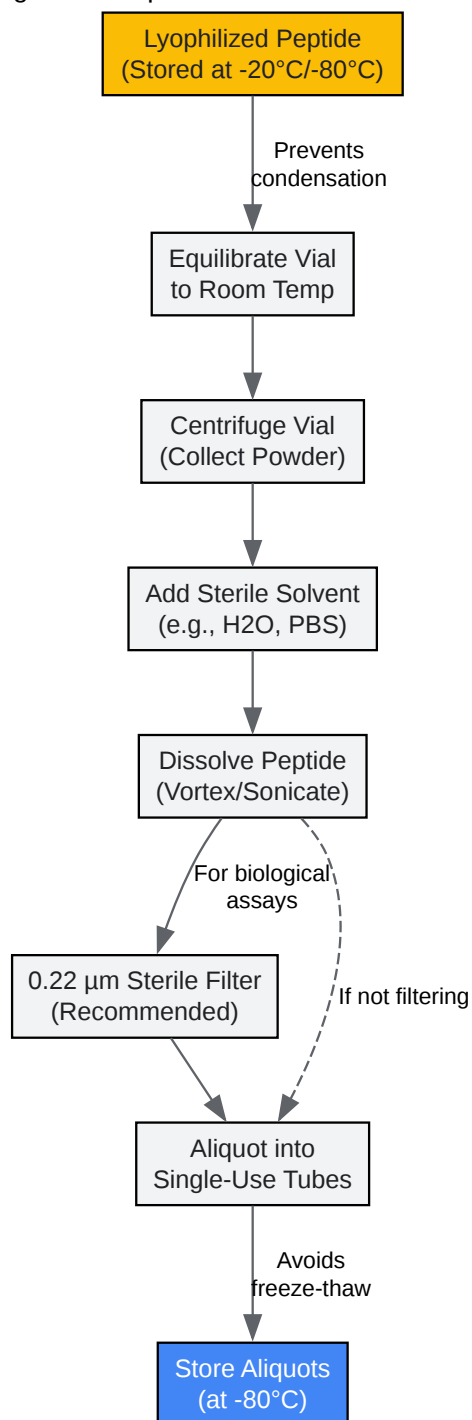 Lyophilized Peptide
(Stored at -20°C/-80°C)
Prevents
condensation
Equilibrate Vial
to Room Temp
Centrifuge Vial
(Collect Powder)
Add Sterile Solvent
(e.g., H2O, PBS)
Dissolve Peptide
(Vortex/Sonicate)
For biological
assays
0.22 µm Sterile Filter
(Recommended)
If not filtering
Aliquot into
Single-Use Tubes
Avoids
freeze-thaw
Store Aliquots
(at -80°C)